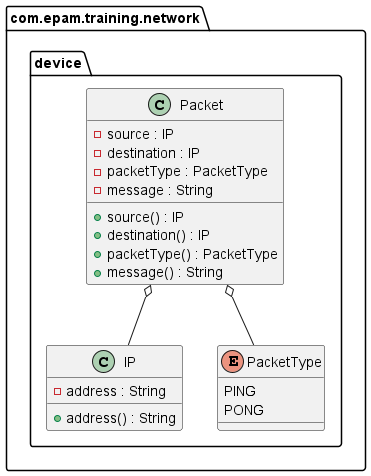 com.epam.training.network
device
C Packet
source : IP
destination : IP
packetType : PacketType
message : String
source() : IP
destination() : IP
packetType() : PacketType
message() : String
C IP
address : String
address() : String
E PacketType
PING
PONG